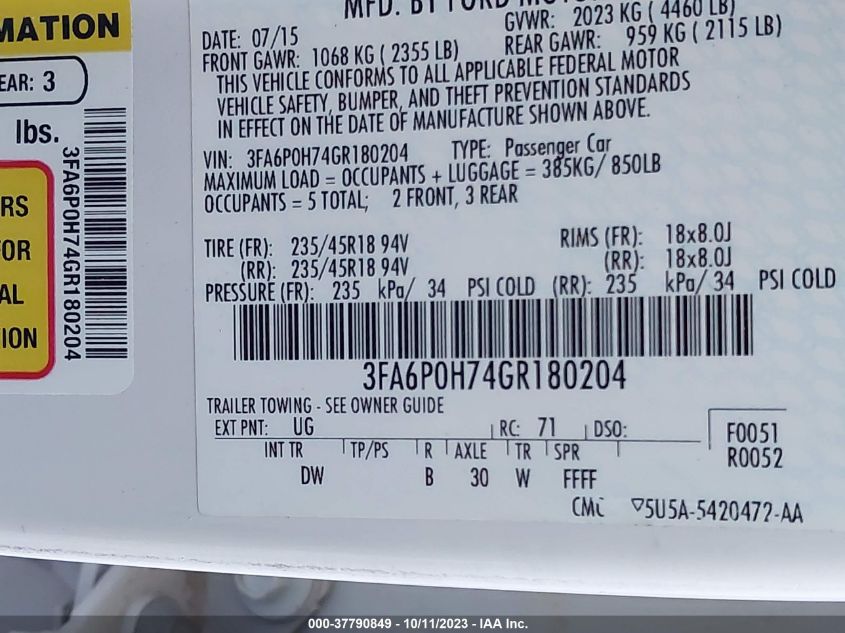 MATION
EAR: 3
lbs.
RS
FOR
AL
ION
3FA6P0H74GR180204
MFD. BY FORD MOTOR
DATE: 07/15 GVWR: 2023 KG ( 4460 LB)
FRONT GAWR: 1068 KG ( 2355 LB) REAR GAWR: 959 KG ( 2115 LB)
THIS VEHICLE CONFORMS TO ALL APPLICABLE FEDERAL MOTOR
VEHICLE SAFETY, BUMPER, AND THEFT PREVENTION STANDARDS
IN EFFECT ON THE DATE OF MANUFACTURE SHOWN ABOVE.
VIN: 3FA6P0H74GR180204 TYPE: Passenger Car
MAXIMUM LOAD = OCCUPANTS + LUGGAGE = 385KG/ 850LB
OCCUPANTS = 5 TOTAL; 2 FRONT, 3 REAR
TIRE (FR): 235/45R18 94V RIMS (FR): 18x8.0J
(RR): 235/45R18 94V (RR): 18x8.0J
PRESSURE (FR): 235 kPa/ 34 PSI COLD (RR): 235 kPa/ 34 PSI COLD
3FA6P0H74GR180204
TRAILER TOWING - SEE OWNER GUIDE
EXT PNT: UG RC: 71 DSO: F0051
INT TR TP/PS R AXLE TR SPR R0052
DW B 30 W FFFF
5U5A-5420472-AA
000-37790849 - 10/11/2023 - IAA Inc.